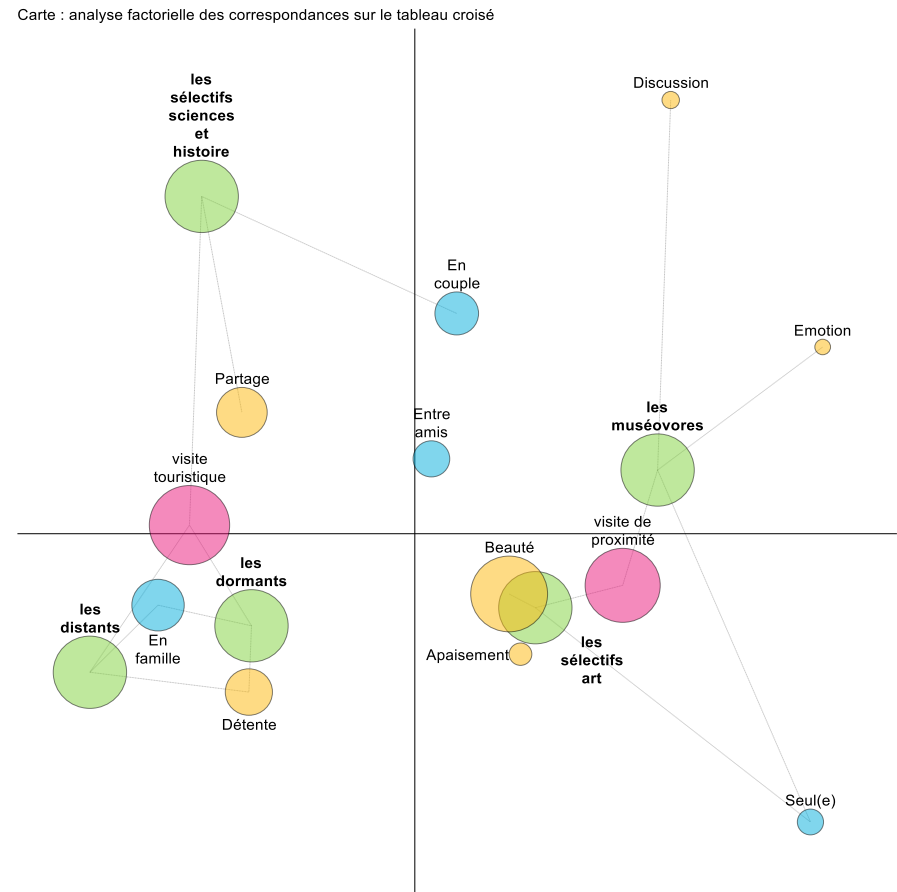 Carte : analyse factorielle des correspondances sur le tableau croisé
les
sélectifs
sciences
et
histoire
Discussion
En
couple
Emotion
Partage
Entre
amis
les
muséovores
visite
touristique
visite de
proximité
Beauté
les
dormants
les
distants
En
famille
Apaisement
les
sélectifs
art
Détente
Seul(e)